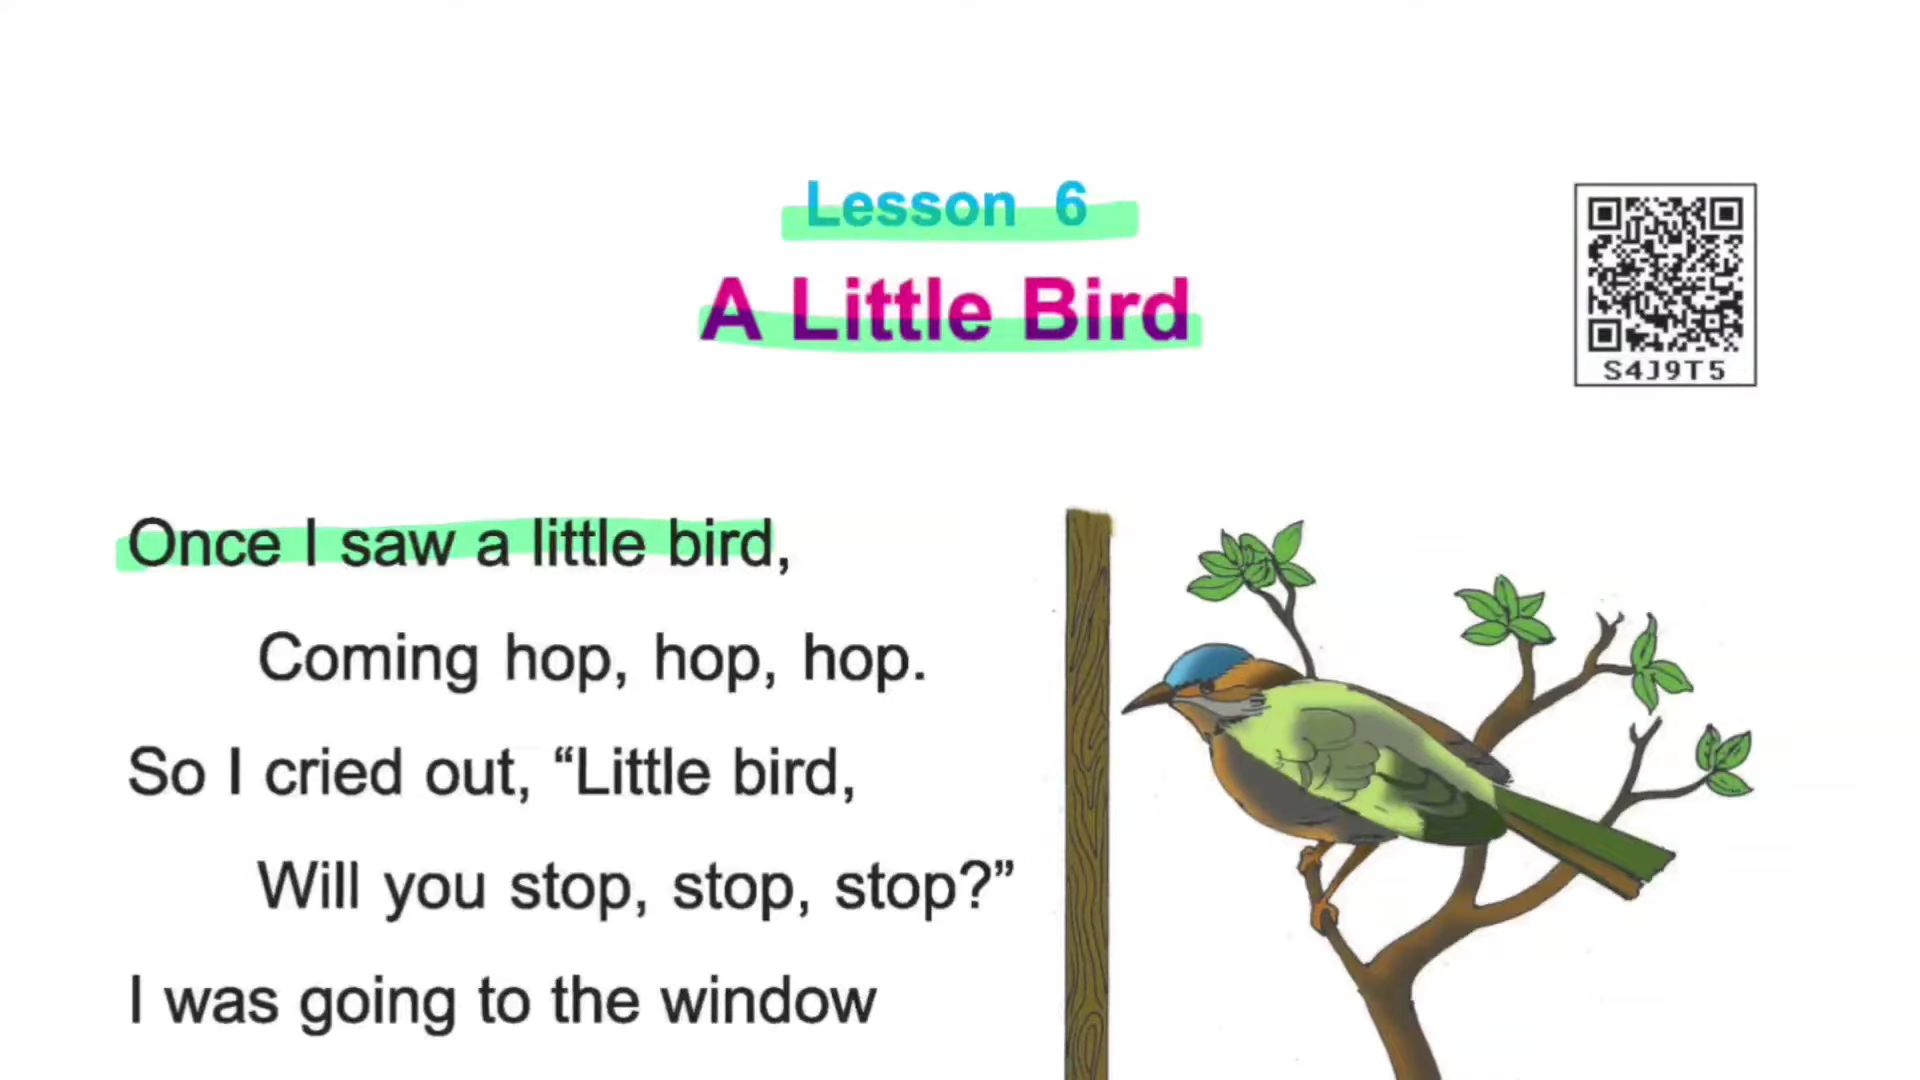 Lesson 6
A Little Bird
S4J9T5
Once I saw a little bird,
Coming hop, hop, hop.
So I cried out, “Little bird,
Will you stop, stop, stop?”
I was going to the window